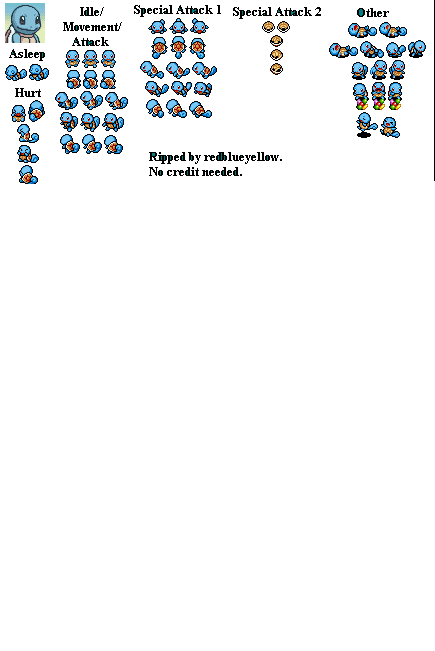 Idle/
Movement/
Attack
Special Attack 1
Special Attack 2
Other
Asleep
Hurt
Ripped by redblueyellow.
No credit needed.